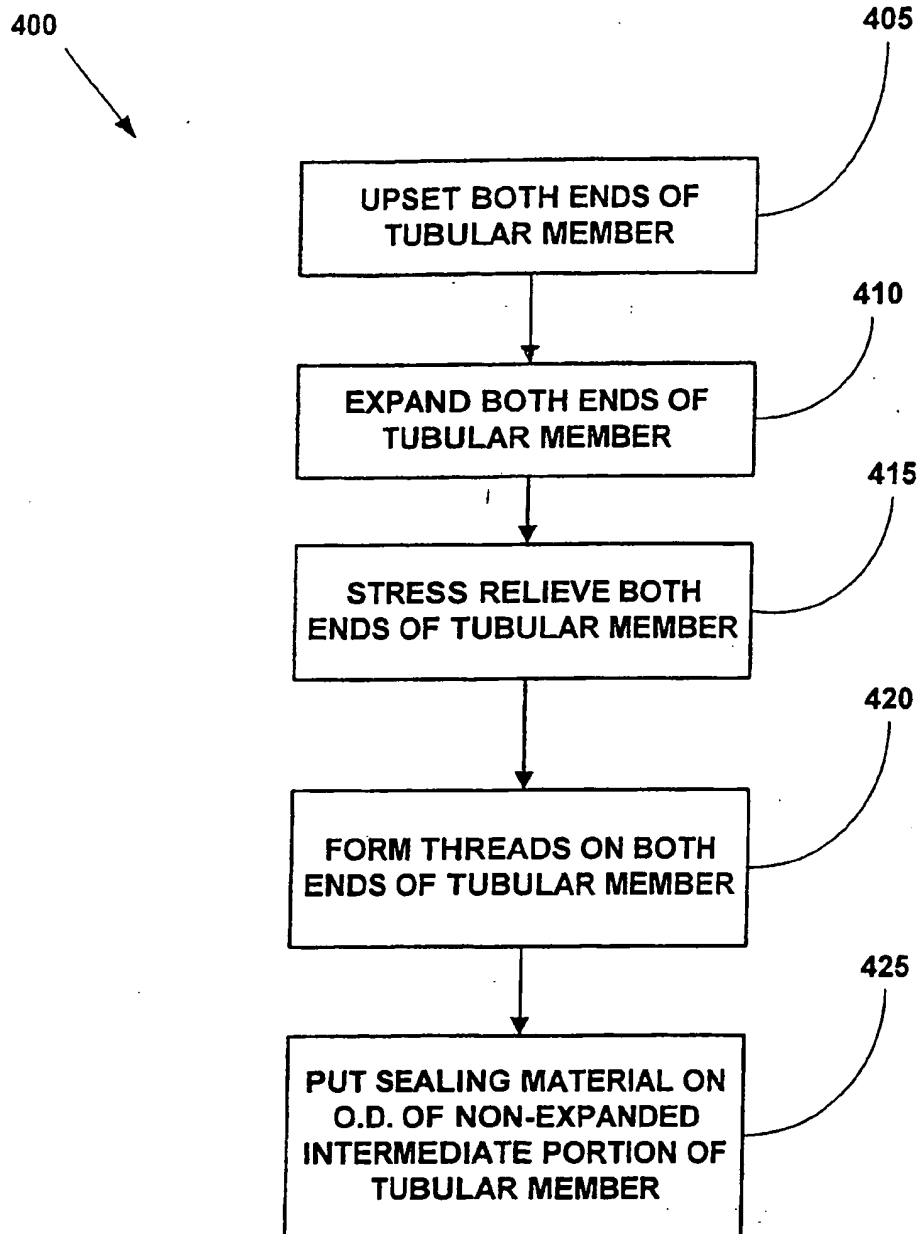 400
405
UPSET BOTH ENDS OF
TUBULAR MEMBER
410
EXPAND BOTH ENDS OF
TUBULAR MEMBER
415
STRESS RELIEVE BOTH
ENDS OF TUBULAR MEMBER
420
FORM THREADS ON BOTH
ENDS OF TUBULAR MEMBER
425
PUT SEALING MATERIAL ON
O.D. OF NON-EXPANDED
INTERMEDIATE PORTION OF
TUBULAR MEMBER